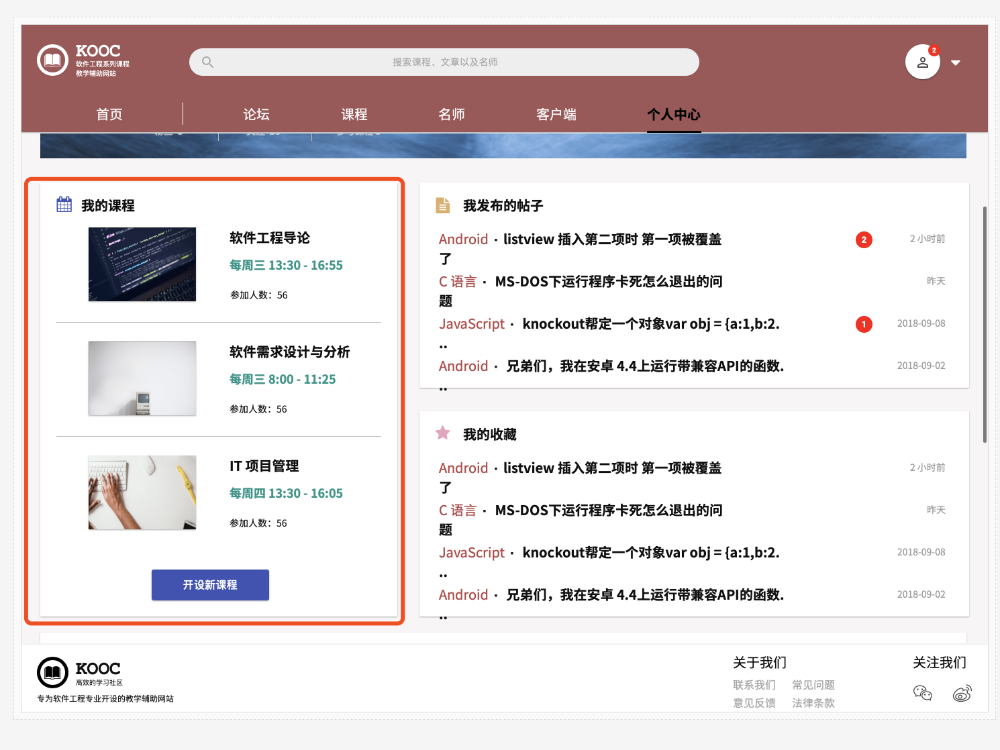 KOOC
软件工程系列课程
教学辅助网站
搜索课程、文章以及名师
2
首页
论坛
课程
名师
客户端
个人中心
我的课程
软件工程导论
每周三 13:30 - 16:55
参加人数：56
软件需求设计与分析
每周三 8:00 - 11:25
参加人数：56
IT 项目管理
每周四 13:30 - 16:05
参加人数：56
开设新课程
我发布的帖子
Android · listview 插入第二项时 第一项被覆盖
了
2
2 小时前
C 语言 · MS-DOS下运行程序卡死怎么退出的问
题
昨天
JavaScript · knockout帮定一个对象var obj = {a:1,b:2.
..
1
2018-09-08
Android · 兄弟们，我在安卓 4.4上运行带兼容API的函数.
..
2018-09-02
我的收藏
Android · listview 插入第二项时 第一项被覆盖
了
2 小时前
C 语言 · MS-DOS下运行程序卡死怎么退出的问
题
昨天
JavaScript · knockout帮定一个对象var obj = {a:1,b:2.
..
2018-09-08
Android · 兄弟们，我在安卓 4.4上运行带兼容API的函数.
..
2018-09-02
KOOC
高效的学习社区
专为软件工程专业开设的教学辅助网站
关于我们
联系我们 常见问题
意见反馈 法律条款
关注我们